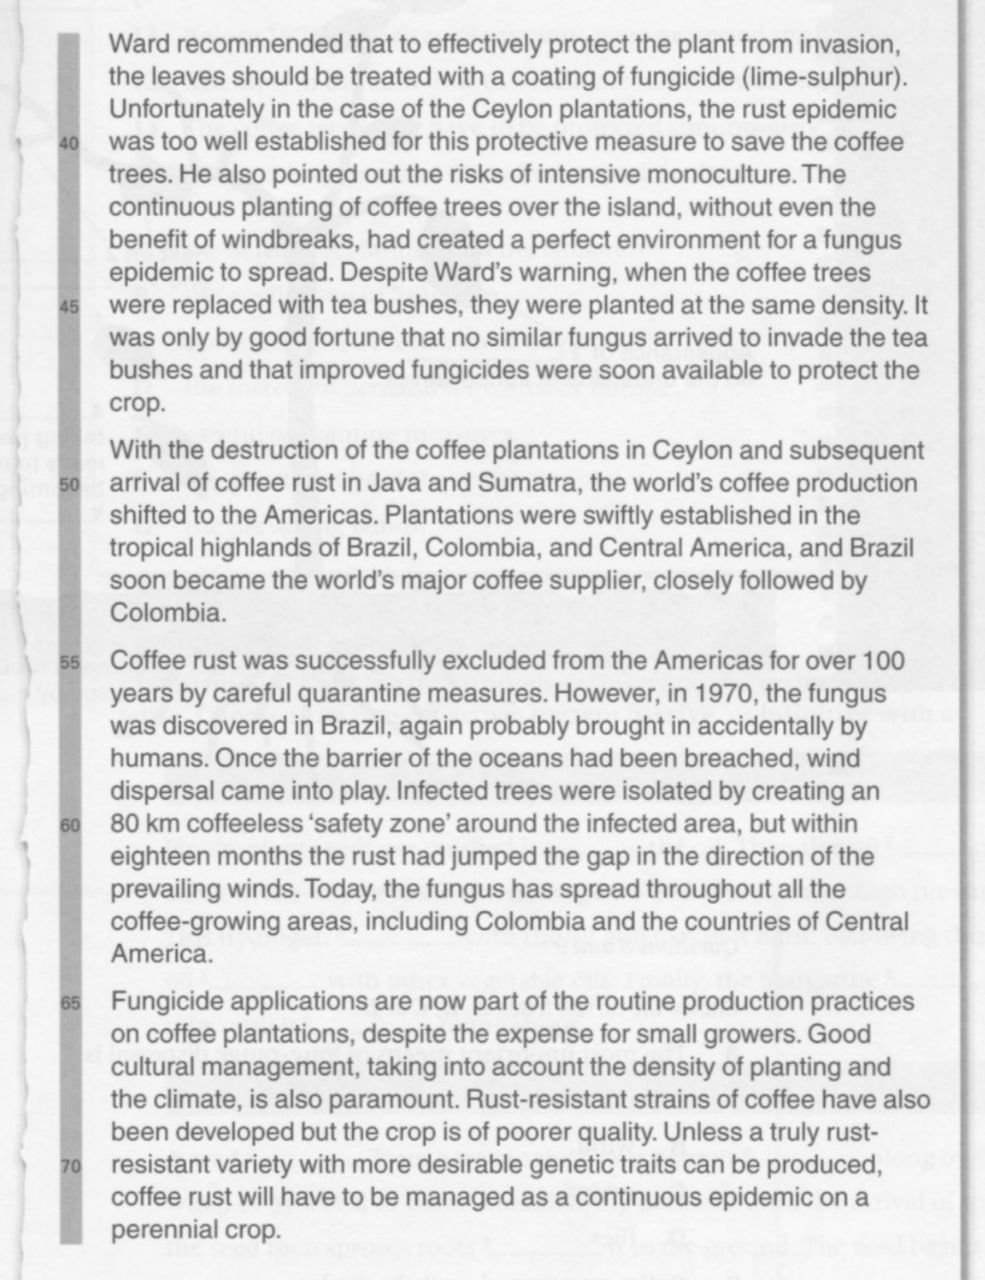 Ward recommended that to effectively protect the plant from invasion,
the leaves should be treated with a coating of fungicide (lime-sulphur).
Unfortunately in the case of the Ceylon plantations, the rust epidemic
40 was too well established for this protective measure to save the coffee
trees. He also pointed out the risks of intensive monoculture. The
continuous planting of coffee trees over the island, without even the
benefit of windbreaks, had created a perfect environment for a fungus
epidemic to spread. Despite Ward's warning, when the coffee trees
45 were replaced with tea bushes, they were planted at the same density. It
was only by good fortune that no similar fungus arrived to invade the tea
bushes and that improved fungicides were soon available to protect the
crop.
With the destruction of the coffee plantations in Ceylon and subsequent
50 arrival of coffee rust in Java and Sumatra, the world's coffee production
shifted to the Americas. Plantations were swiftly established in the
tropical highlands of Brazil, Colombia, and Central America, and Brazil
soon became the world's major coffee supplier, closely followed by
Colombia.
55 Coffee rust was successfully excluded from the Americas for over 100
years by careful quarantine measures. However, in 1970, the fungus
was discovered in Brazil, again probably brought in accidentally by
humans. Once the barrier of the oceans had been breached, wind
dispersal came into play. Infected trees were isolated by creating an
60 80 km coffeeless 'safety zone' around the infected area, but within
eighteen months the rust had jumped the gap in the direction of the
prevailing winds. Today, the fungus has spread throughout all the
coffee-growing areas, including Colombia and the countries of Central
America.
65 Fungicide applications are now part of the routine production practices
on coffee plantations, despite the expense for small growers. Good
cultural management, taking into account the density of planting and
the climate, is also paramount. Rust-resistant strains of coffee have also
been developed but the crop is of poorer quality. Unless a truly rust-
70 resistant variety with more desirable genetic traits can be produced,
coffee rust will have to be managed as a continuous epidemic on a
perennial crop.